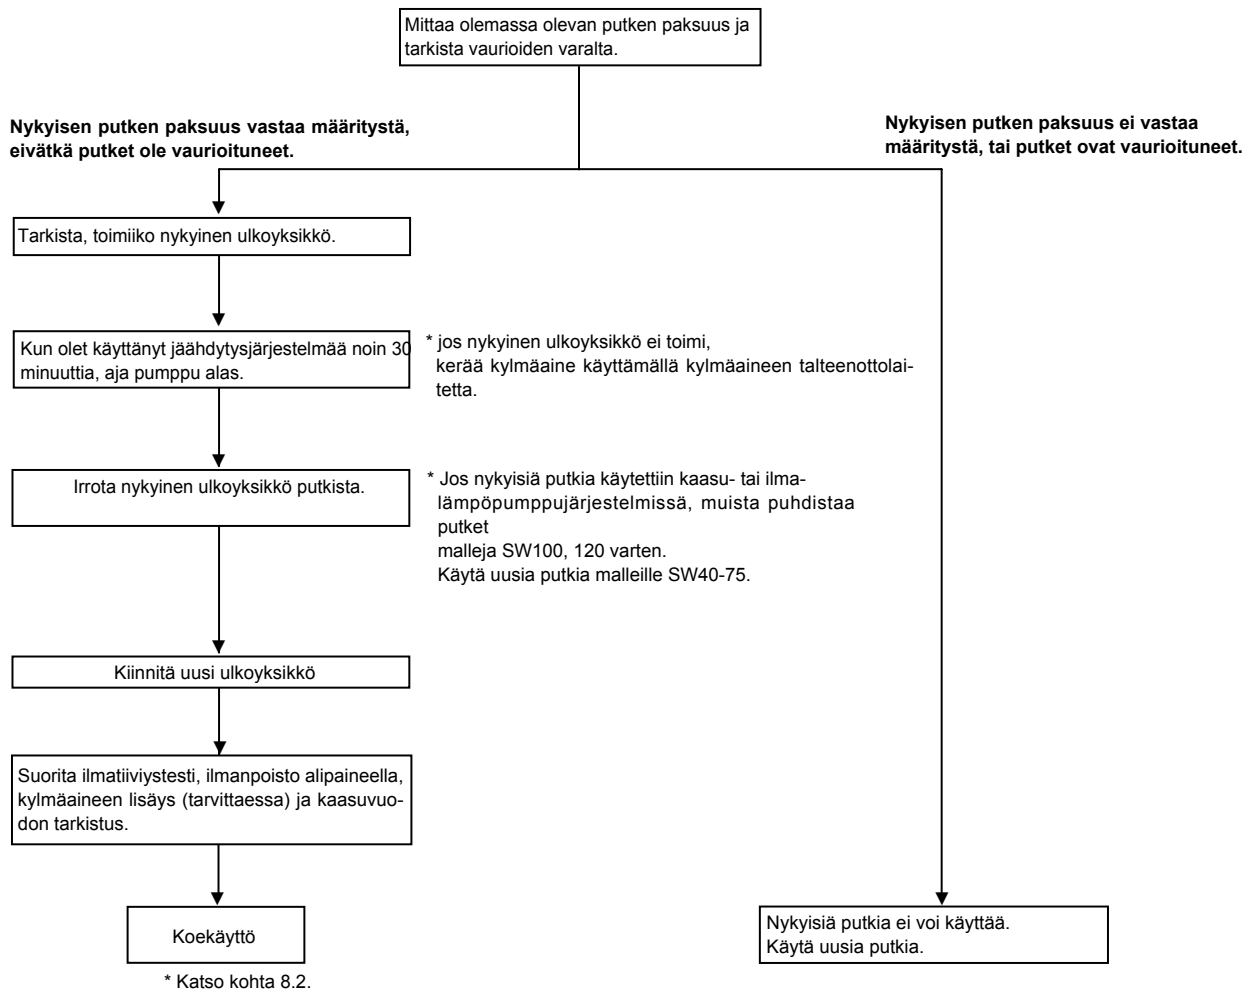 Mittaa olemassa olevan putken paksuus ja
tarkista vaurioiden varalta.
Nykyisen putken paksuus vastaa määritystä,
eivätkä putket ole vaurioituneet.
Nykyisen putken paksuus ei vastaa
määritystä, tai putket ovat vaurioituneet.
Tarkista, toimiiko nykyinen ulkoyksikkö.
Kun olet käyttänyt jäähdytysjärjestelmää noin 30
minuuttia, aja pumppu alas.
* jos nykyinen ulkoyksikkö ei toimi,
kerää kylmäaine käyttämällä kylmäaineen talteenottolai-
tetta.
Irrota nykyinen ulkoyksikkö putkista.
* Jos nykyisiä putkia käytettiin kaasu- tai ilma-
lämpöpumppujärjestelmissä, muista puhdistaa
putket
malleja SW100, 120 varten.
Käytä uusia putkia malleille SW40-75.
Kiinnitä uusi ulkoyksikkö
Suorita ilmatiiviystesti, ilmanpoisto alipaineella,
kylmäaineen lisäys (tarvittaessa) ja kaasuvuo-
don tarkistus.
Koekäyttö
* Katso kohta 8.2.
Nykyisiä putkia ei voi käyttää.
Käytä uusia putkia.